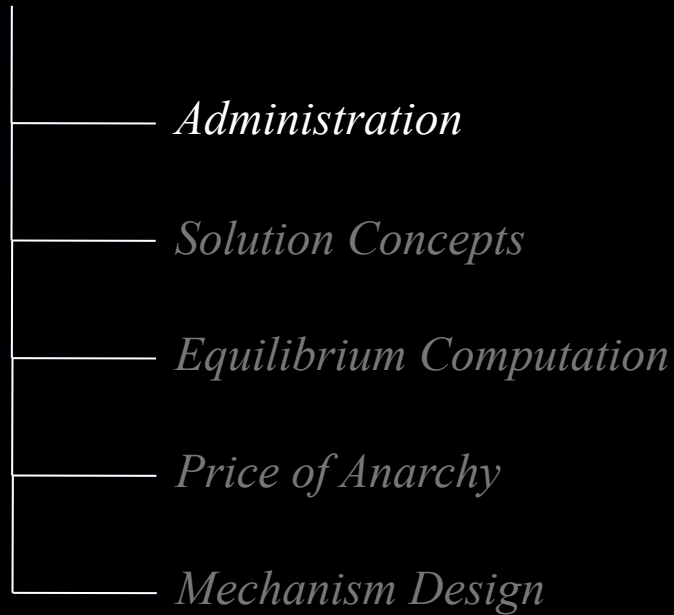 Administration
Solution Concepts
Equilibrium Computation
Price of Anarchy
Mechanism Design